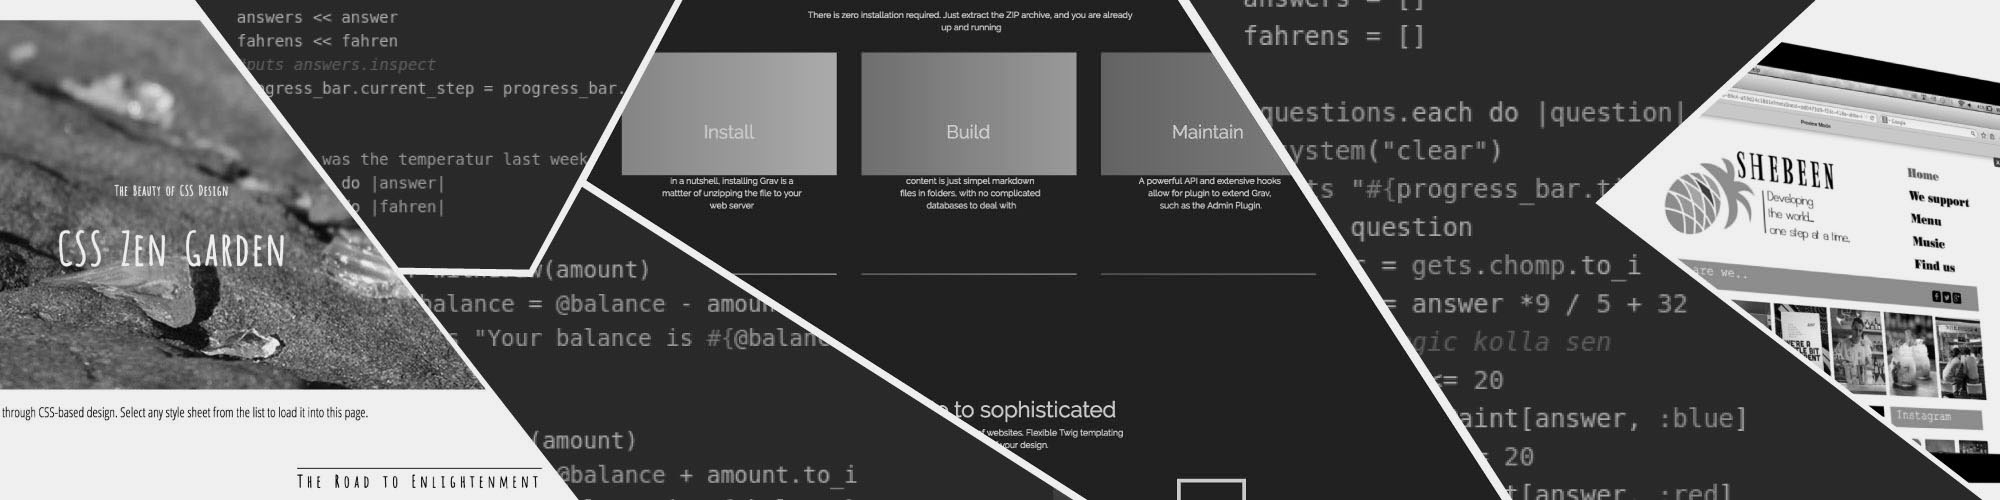 The Beauty of CSS Design
CSS Zen Garden
through CSS-based design. Select any style sheet from the list to load it into this page.
The Road to Enlightenment
answers << answer
fahrens << fahren
puts answers.inspect
progress_bar.current_step = progress_bar.
was the temperatur last week
do |answer|
do |fahren|
(amount)
balance = @balance - amoun
"Your balance is #{@balanc
(amount)
@balance + amount.to_i
There is zero installation required. Just extract the ZIP archive, and you are already
up and running
Install
in a nutshell, installing Grav is a
mattter of unzipping the file to your
web server
Build
content is just simpel markdown
files in folders, with no complicated
databases to deal with
Maintain
A powerful API and extensive hooks
allow for plugin to extend Grav,
such as the Admin Plugin.
to sophisticated
of websites. Flexible Twig templating
your design.
answers = []
fahrens = []
questions.each do |question|
system("clear")
"#{progress_bar.ti
question
= gets.chomp.to_i
= answer *9 / 5 + 32
gic kolla sen
<= 20
aint[answer, :blue]
20
t[answer, :red]
Preview Mode
SHEBEEN
Developing
the world...
one step at a time.
Home
We support
Menu
Music
Find us
are we..
Instagram